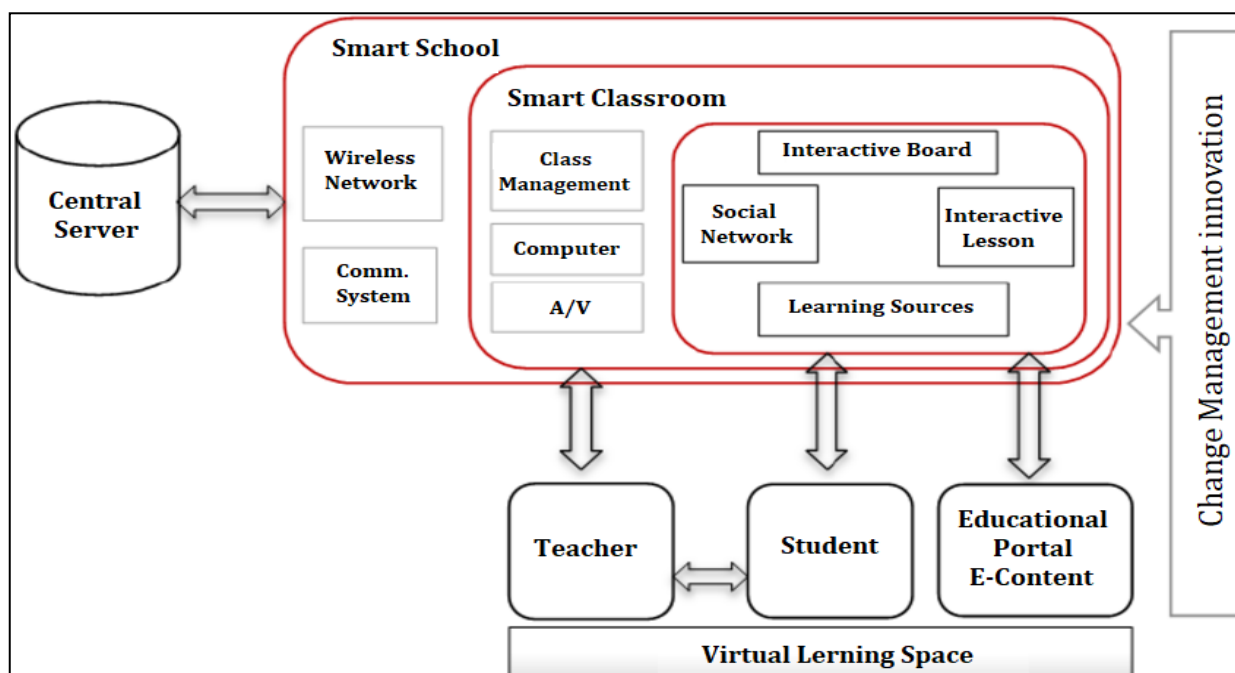 Smart School
Smart Classroom
Central
Server
Wireless
Network
Comm.
System
Class
Management
Computer
A/V
Interactive Board
Social
Network
Interactive
Lesson
Learning Sources
Change Management innovation
Teacher
Student
Educational
Portal
E-Content
Virtual Lerning Space